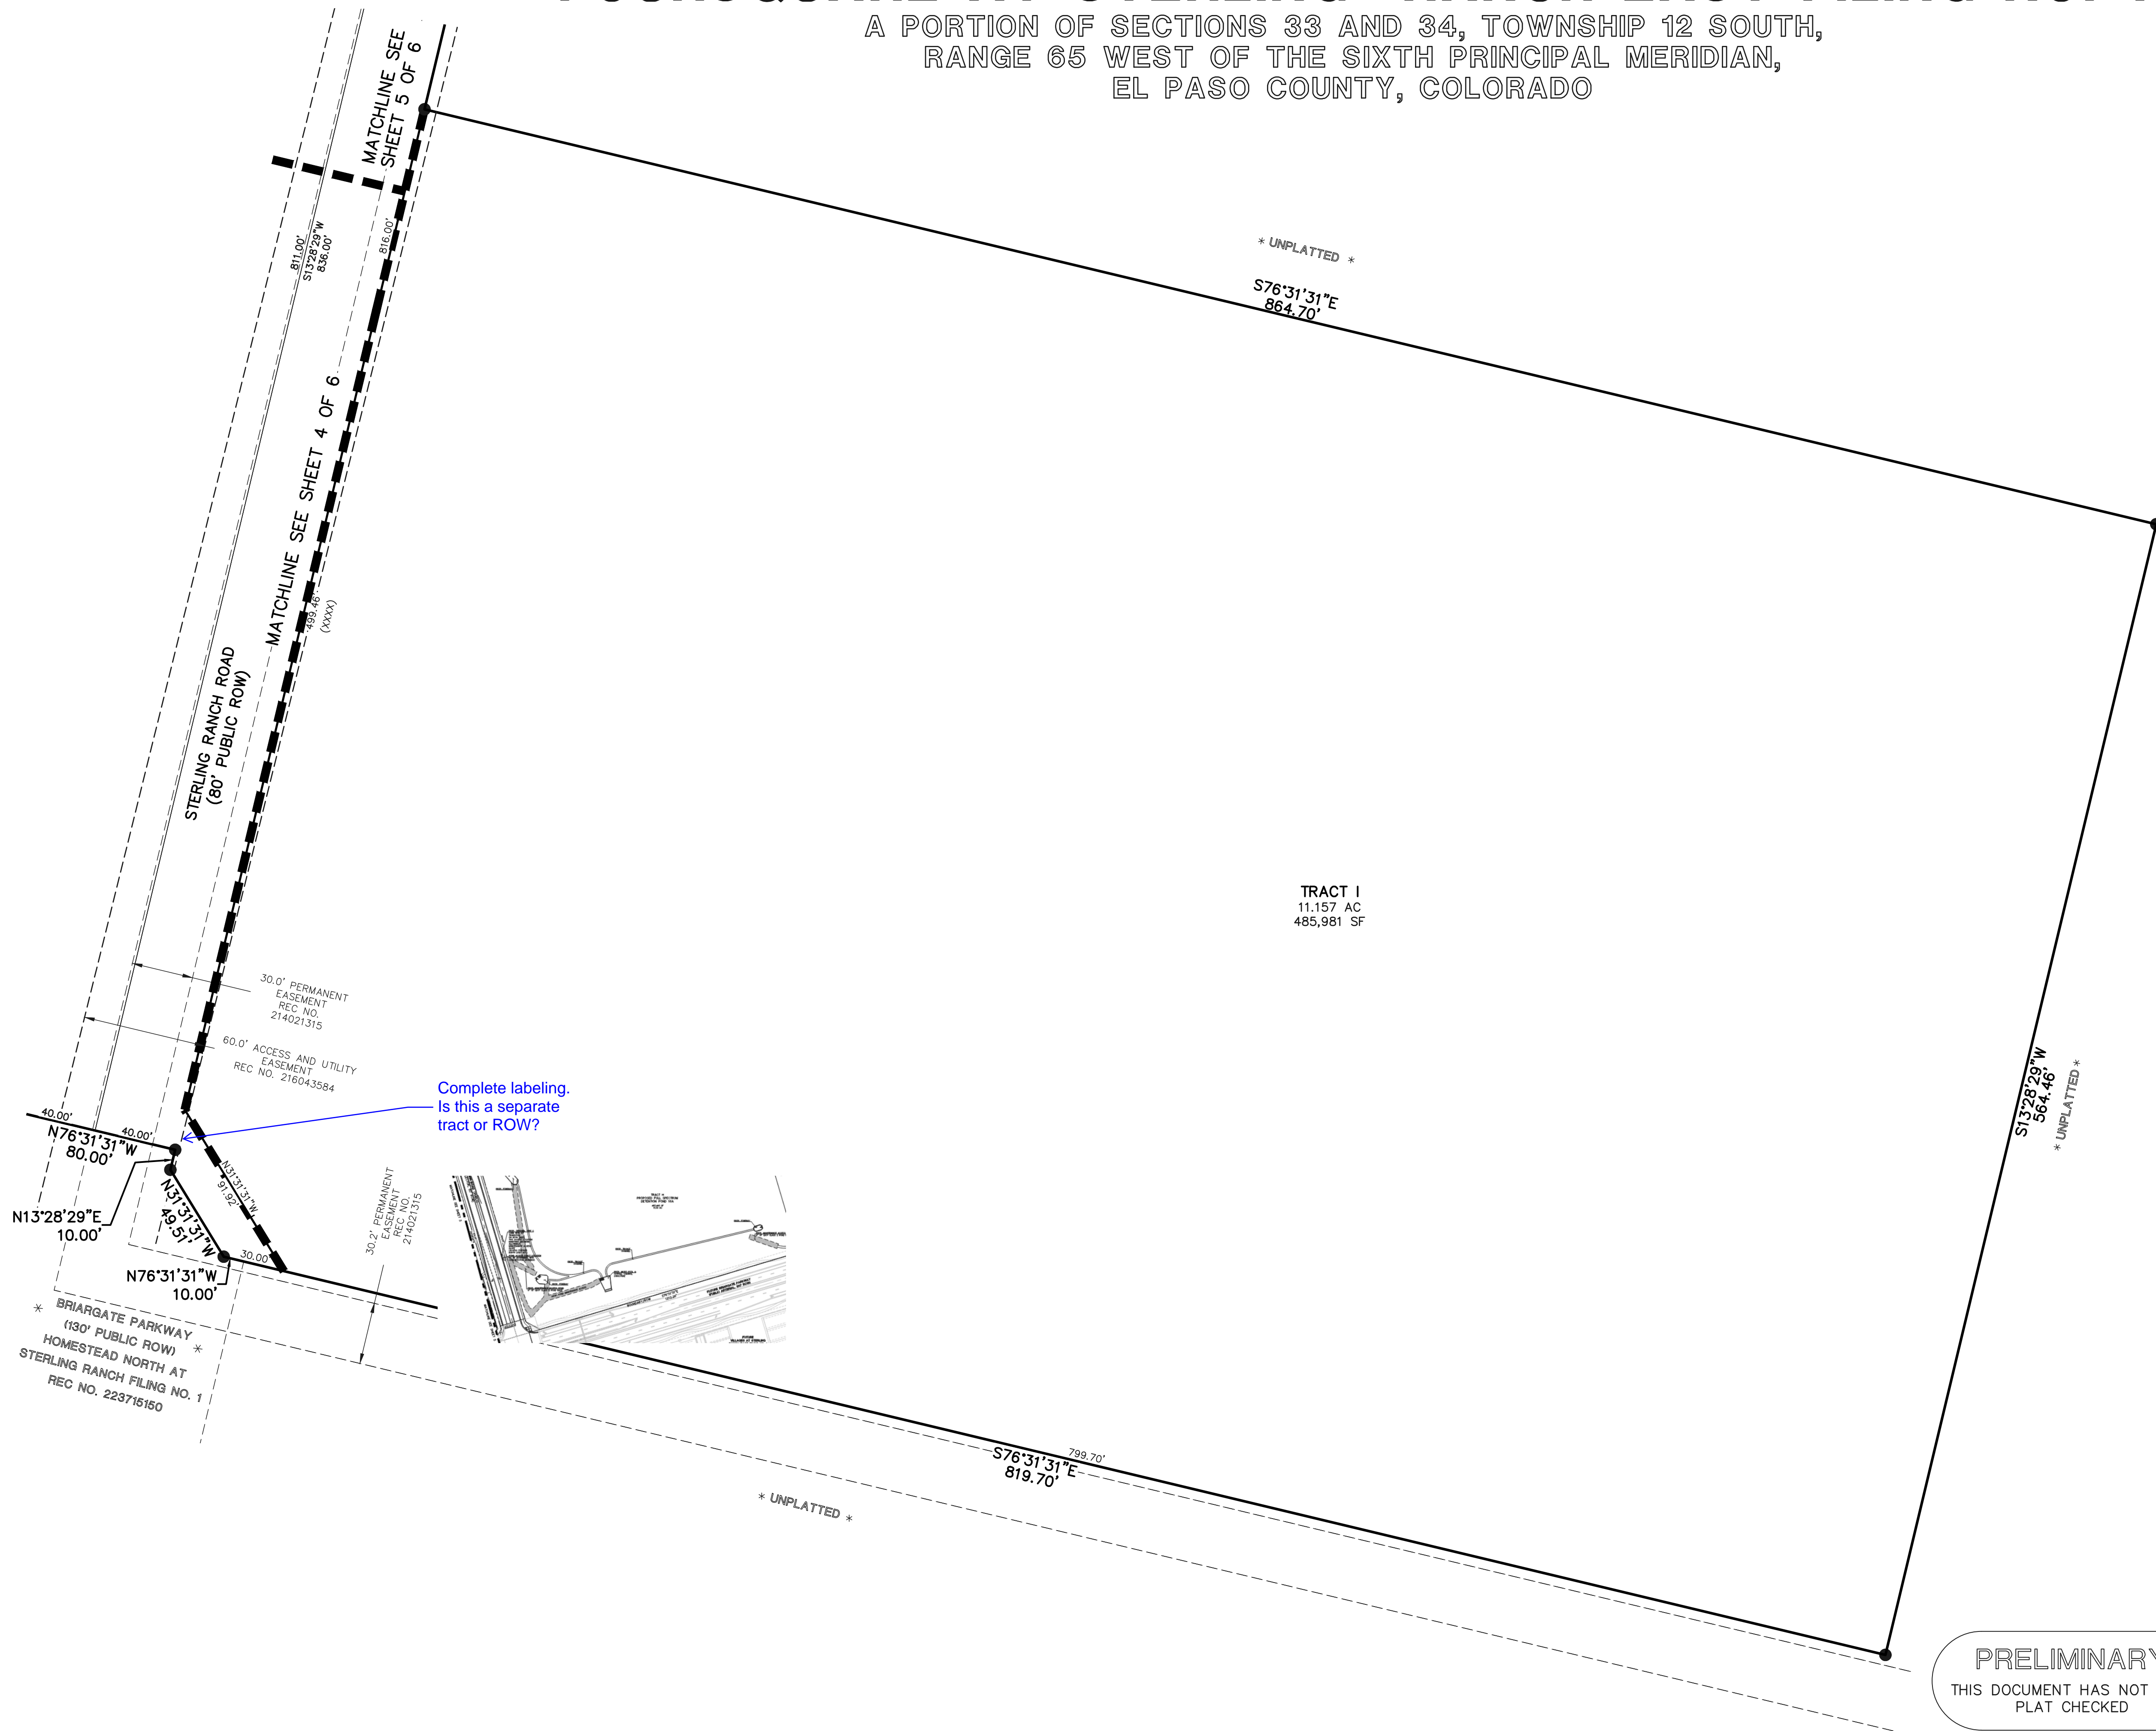 A PORTION OF SECTIONS 33 AND 34, TOWNSHIP 12 SOUTH,
RANGE 65 WEST OF THE SIXTH PRINCIPAL MERIDIAN,
EL PASO COUNTY, COLORADO
MATCHLINE SEE
SHEET 5 OF 6
811.00'
S13°28'29"W
836.00'
816.00'
* UNPLATTED *
S76°31'31"E
864.70'
MATCHLINE SEE SHEET 4 OF 6
499.46'
(XXXX)
STERLING RANCH ROAD
(80' PUBLIC ROW)
TRACT I
11.157 AC
485,981 SF
30.0' PERMANENT
EASEMENT
REC NO.
214021315
60.0' ACCESS AND UTILITY
EASEMENT
REC NO. 216043584
S13°28'29"W
564.46'
* UNPLATTED *
Complete labeling.
Is this a separate
tract or ROW?
40.00'
40.00'
N76°31'31"W
80.00'
N13°28'29"E
10.00'
N31°31'31"W
49.51'
N31°31'31"W
91.92'
30.00'
N76°31'31"W
10.00'
30.2' PERMANENT
EASEMENT
REC NO.
214021315
* BRIARGATE PARKWAY
(130' PUBLIC ROW) *
HOMESTEAD NORTH AT
STERLING RANCH FILING NO. 1
REC NO. 223715150
799.70'
S76°31'31"E
819.70'
* UNPLATTED *
PRELIMINARY
THIS DOCUMENT HAS NOT
PLAT CHECKED